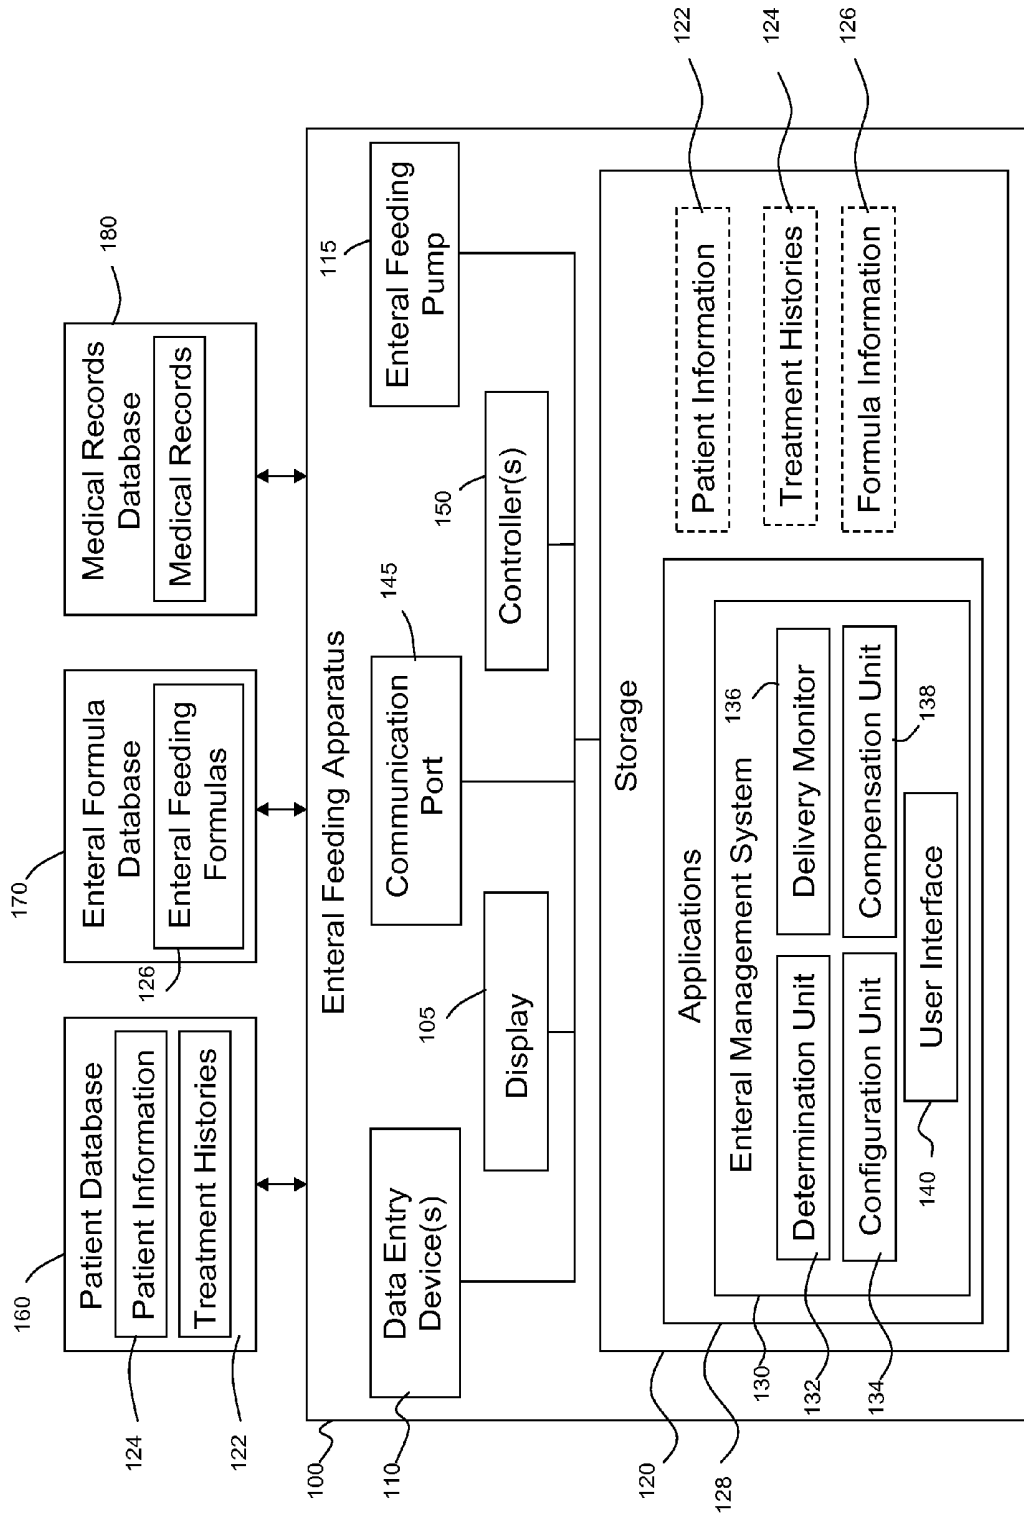 160
Patient Database
Patient Information
Treatment Histories
124
122
170
Enteral Formula
Database
Enteral Feeding
Formulas
126
180
Medical Records
Database
Medical Records
100
Enteral Feeding Apparatus
110
Data Entry
Device(s)
105
Display
145
Communication
Port
150
Controller(s)
115
Enteral Feeding
Pump
120
Storage
128
Applications
130
Enteral Management System
132
Determination Unit
136
Delivery Monitor
134
Configuration Unit
Compensation Unit
138
140
User Interface
Patient Information
122
Treatment Histories
124
Formula Information
126